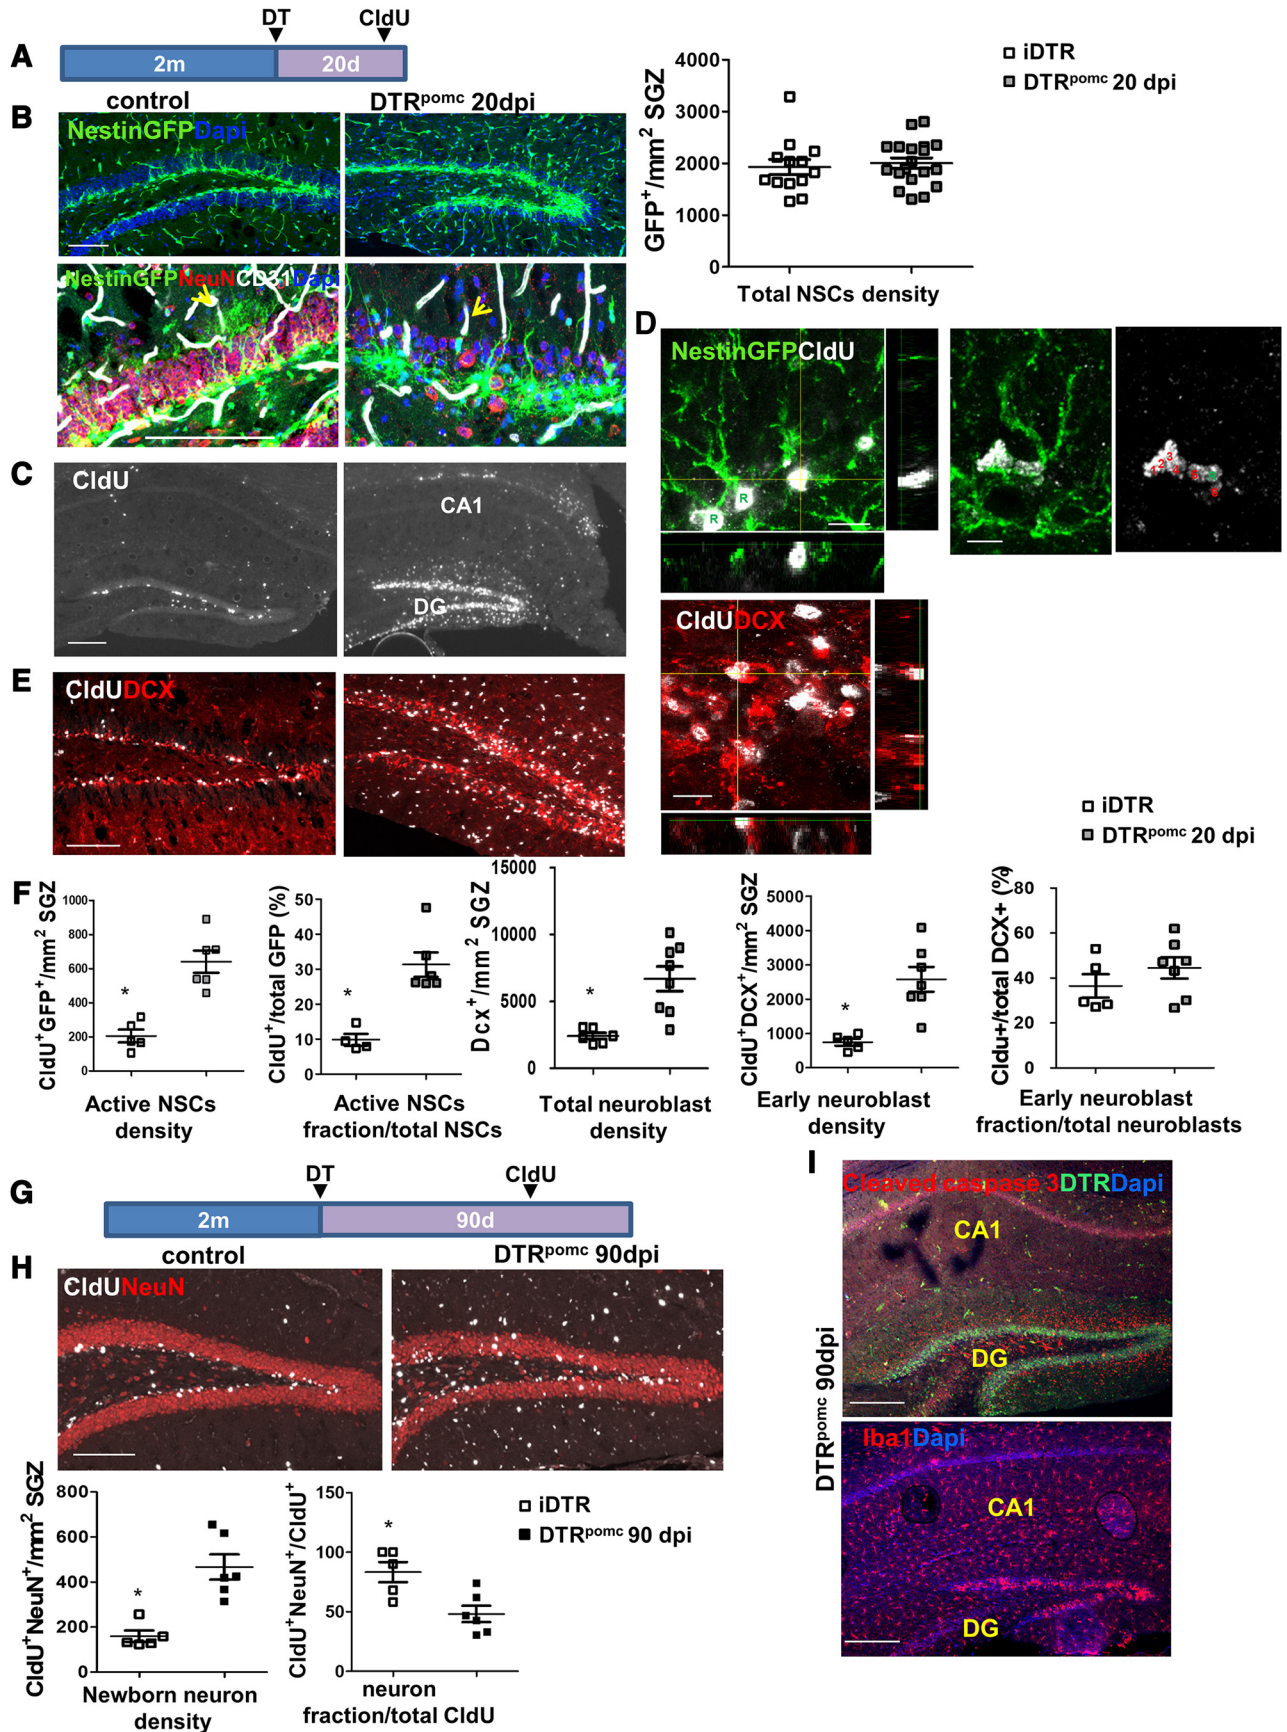 A
DT
CldU
2m
20d
B
control
DTRpomc 20dpi
NestinGFPDapi
NestinGFPNeuNCD31Dapi
GFP+/mm2 SGZ
4000
3000
2000
1000
0
Total NSCs density
iDTR
DTRpomc 20 dpi
C
CldU
CA1
DG
D
NestinGFPCldU
R
R
CldUDCX
E
CldUDCX
iDTR
DTRpomc 20 dpi
F
CldU+GFP+/mm2 SGZ
1000
800
600
400
200
0
*
Active NSCs
density
CldU+/total GFP (%)
50
40
30
20
10
0
*
Active NSCs
fraction/total NSCs
Dcx+/mm2 SGZ
15000
10000
5000
0
*
Total neuroblast
density
CldU+DCX+/mm2 SGZ
5000
4000
3000
2000
1000
0
*
Early neuroblast
density
Cldu+/total DCX+ (%)
80
60
40
20
0
Early neuroblast
fraction/total neuroblasts
G
DT
CldU
2m
90d
H
control
DTRpomc 90dpi
CldUNeuN
CldU+NeuN+/mm2 SGZ
800
600
400
200
0
*
Newborn neuron
density
CldU+NeuN+/CldU+
150
100
50
0
*
neuron
fraction/total CldU
iDTR
DTRpomc 90 dpi
I
DTRpomc 90dpi
Cleaved caspase 3DTRDapi
CA1
DG
Iba1Dapi
CA1
DG